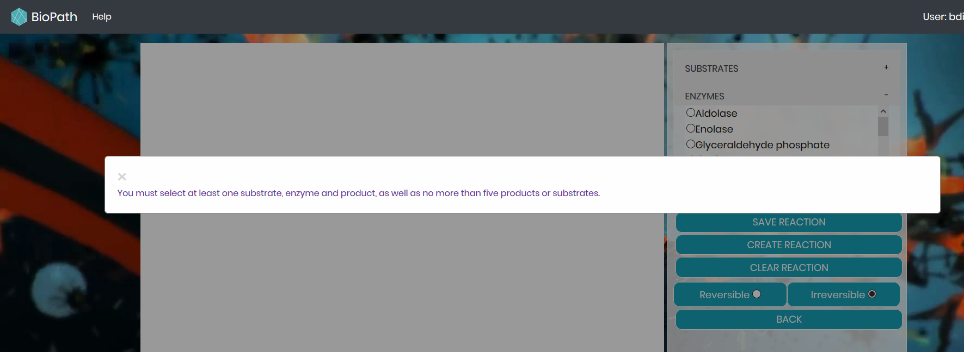 BioPath Help User: bdi
SUBSTRATES +
ENZYMES -
Aldolase
Enolase
Glyceraldehyde phosphate
×
You must select at least one substrate, enzyme and product, as well as no more than five products or substrates.
SAVE REACTION
CREATE REACTION
CLEAR REACTION
Reversible Irreversible
BACK